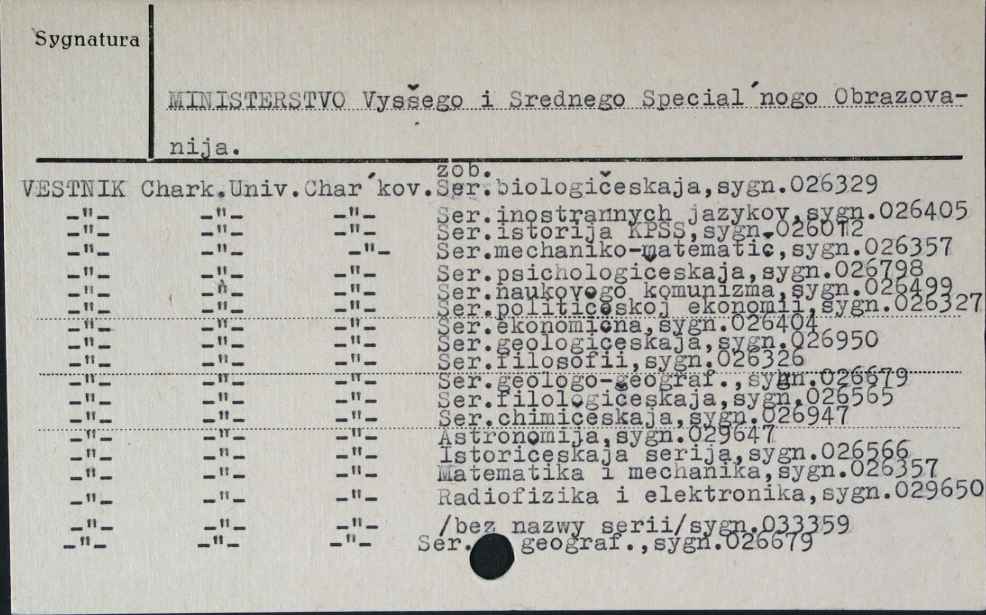 Sygnatura
MINISTERSTVO Vysšego i Srednego Special´nogo Obrazova-
nija.
zob.
VESTNIK Chark.Univ.Char´kov.Ser.biologičeskaja,sygn.026329
-"- -"- -"- Ser.inostrannych jazykov,sygn.026405
-"- -"- -"- Ser.istorija KPSS,sygn.026012
-"- -"- -"- Ser.mechaniko-matematic,sygn.026357
-"- -"- -"- Ser.psichologičeskaja,sygn.026798
-"- -"- -"- Ser.naukovogo komunizma,sygn.026499
-"- -"- -"- Ser.političeskoj ekonomii,sygn.026327
-"- -"- -"- Ser.ekonomična,sygn.026404
-"- -"- -"- Ser.geologičeskaja,sygn.026950
-"- -"- -"- Ser.filosofii,sygn.026326
-"- -"- -"- Ser.geologo-geograf.,sygn.026679
-"- -"- -"- Ser.filologičeskaja,sygn.026565
-"- -"- -"- Ser.chimičeskaja,sygn.026947
-"- -"- -"- Astronomija,sygn.029647
-"- -"- -"- Istoriceskaja serija,sygn.026566
-"- -"- -"- Matematika i mechanika,sygn.026357
-"- -"- -"- Radiofizika i elektronika,sygn.029650
-"- -"- -"- /bez nazwy serii/sygn.033359
-"- -"- -"- Ser. geograf.,sygn.026679